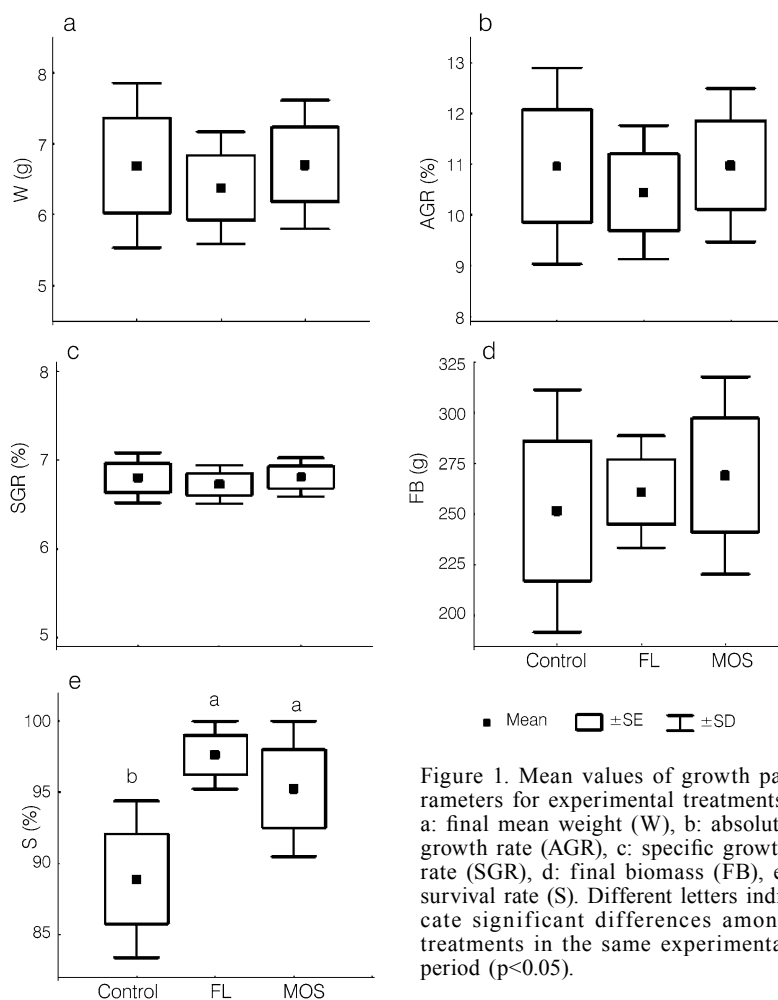 a
8
7
6
5
W (g)
b
13
12
11
10
9
8
AGR (%)
c
8
7
6
5
SGR (%)
d
325
300
275
250
225
200
FB (g)
Control FL MOS
e
100
95
90
85
S (%)
b a a
Control FL MOS
Mean ±SE ±SD
Figure 1. Mean values of growth pa-
rameters for experimental treatments
a: final mean weight (W), b: absolut
growth rate (AGR), c: specific growt
rate (SGR), d: final biomass (FB), e
survival rate (S). Different letters indi
cate significant differences among
treatments in the same experimenta
period (p<0.05).